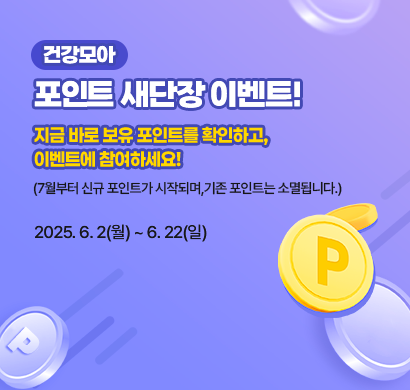 건강모아
포인트 새단장 이벤트!
지금 바로 보유 포인트를 확인하고,
이벤트에 참여하세요!
(7월부터 신규 포인트가 시작되며,기존 포인트는 소멸됩니다.)
2025. 6. 2(월) ~ 6. 22(일)
P
P